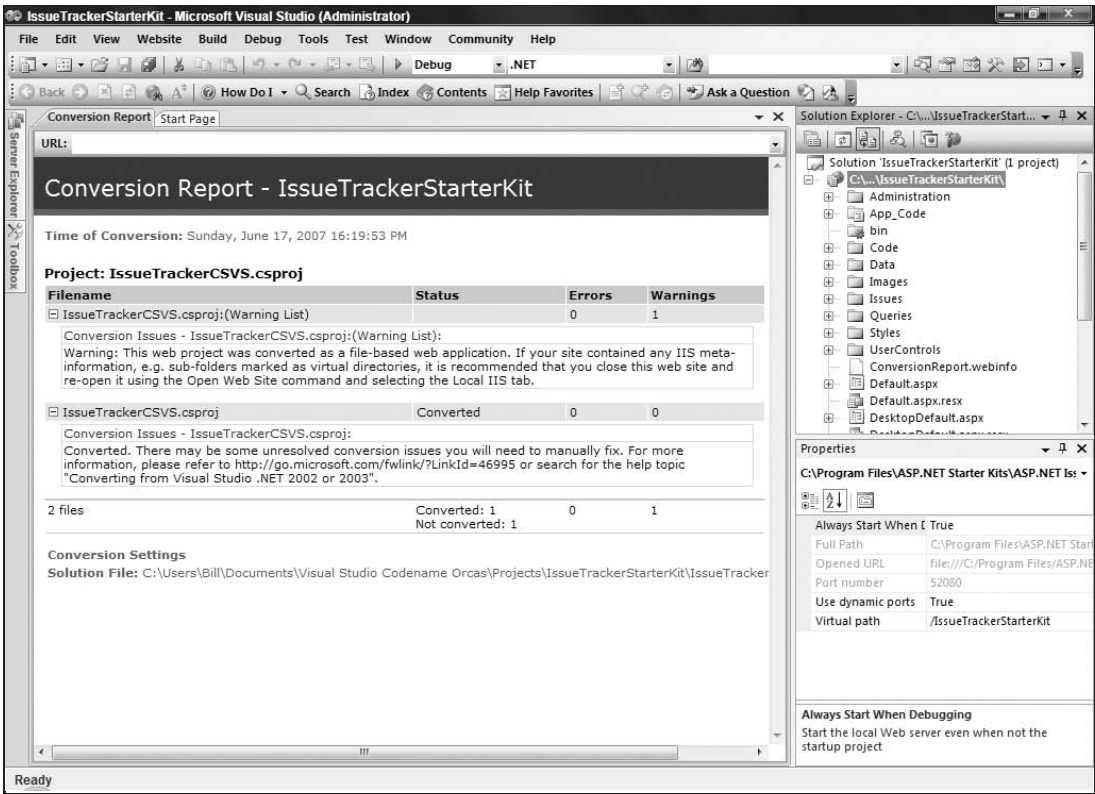 IssueTrackerStarterKit - Microsoft Visual Studio (Administrator)
File Edit View Website Build Debug Tools Test Window Community Help
Debug .NET
Back How Do I Search Index Contents Help Favorites Ask a Question
Server Explorer
Toolbox
Conversion Report Start Page
URL:
Conversion Report - IssueTrackerStarterKit
Time of Conversion: Sunday, June 17, 2007 16:19:53 PM
Project: IssueTrackerCSVS.csproj
Filename Status Errors Warnings
IssueTrackerCSVS.csproj:(Warning List) 0 1
Conversion Issues - IssueTrackerCSVS.csproj:(Warning List):
Warning: This web project was converted as a file-based web application. If your site contained any IIS meta-
information, e.g. sub-folders marked as virtual directories, it is recommended that you close this web site and
re-open it using the Open Web Site command and selecting the Local IIS tab.
IssueTrackerCSVS.csproj Converted 0 0
Conversion Issues - IssueTrackerCSVS.csproj:
Converted. There may be some unresolved conversion issues you will need to manually fix. For more
information, please refer to http://go.microsoft.com/fwlink/?LinkId=46995 or search for the help topic
"Converting from Visual Studio .NET 2002 or 2003".
2 files Converted: 1 0 1
Not converted: 1
Conversion Settings
Solution File: C:\Users\Bill\Documents\Visual Studio Codename Orcas\Projects\IssueTrackerStarterKit\IssueTracker
Solution Explorer - C:\...\IssueTrackerStart...
Solution 'IssueTrackerStarterKit' (1 project)
C:\...\IssueTrackerStarterKit\
Administration
App_Code
bin
Code
Data
Images
Issues
Queries
Styles
UserControls
ConversionReport.webinfo
Default.aspx
Default.aspx.resx
DesktopDefault.aspx
Properties
C:\Program Files\ASP.NET Starter Kits\ASP.NET Is
Always Start When D True
Full Path C:\Program Files\ASP.NET Start
Opened URL file:///C:/Program Files/ASP.NE
Port number 52080
Use dynamic ports True
Virtual path /IssueTrackerStarterKit
Always Start When Debugging
Start the local Web server even when not the
startup project
Ready